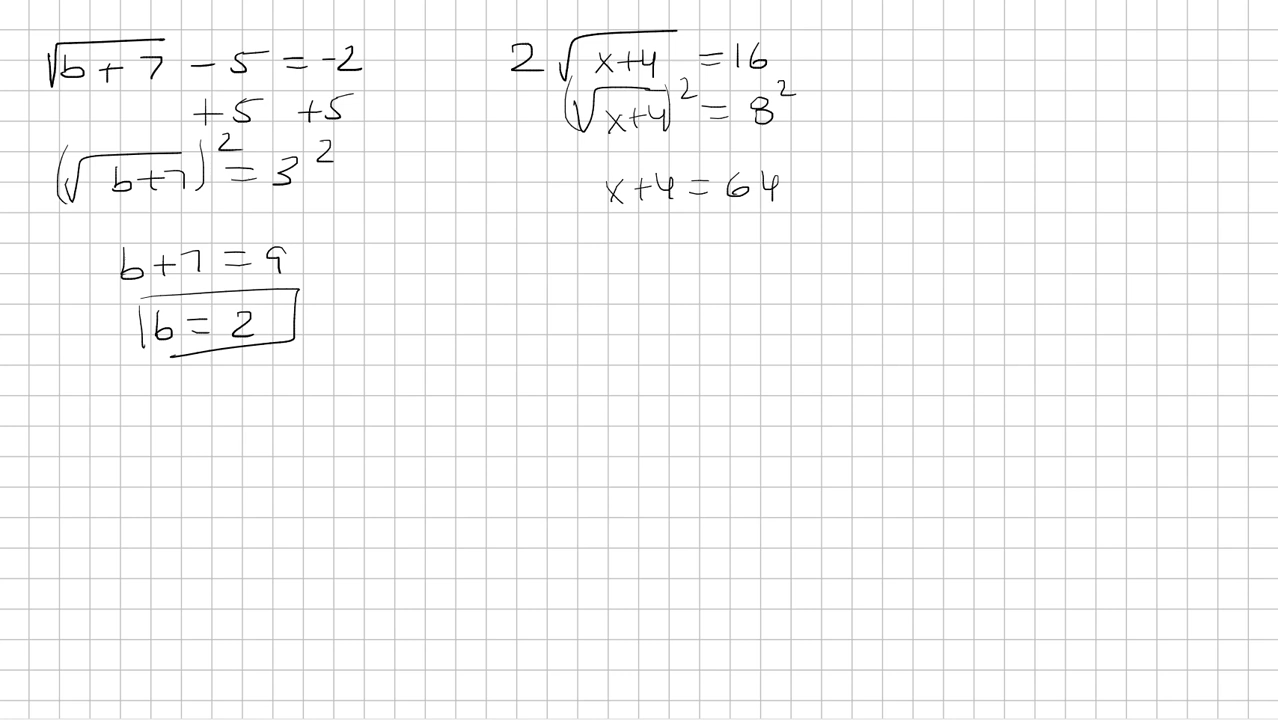 √(b+7) - 5 = -2
+5 +5
(√(b+7))² = 3²
b+7 = 9
b = 2
2√(x+4) = 16
(√(x+4))² = 8²
x+4 = 64